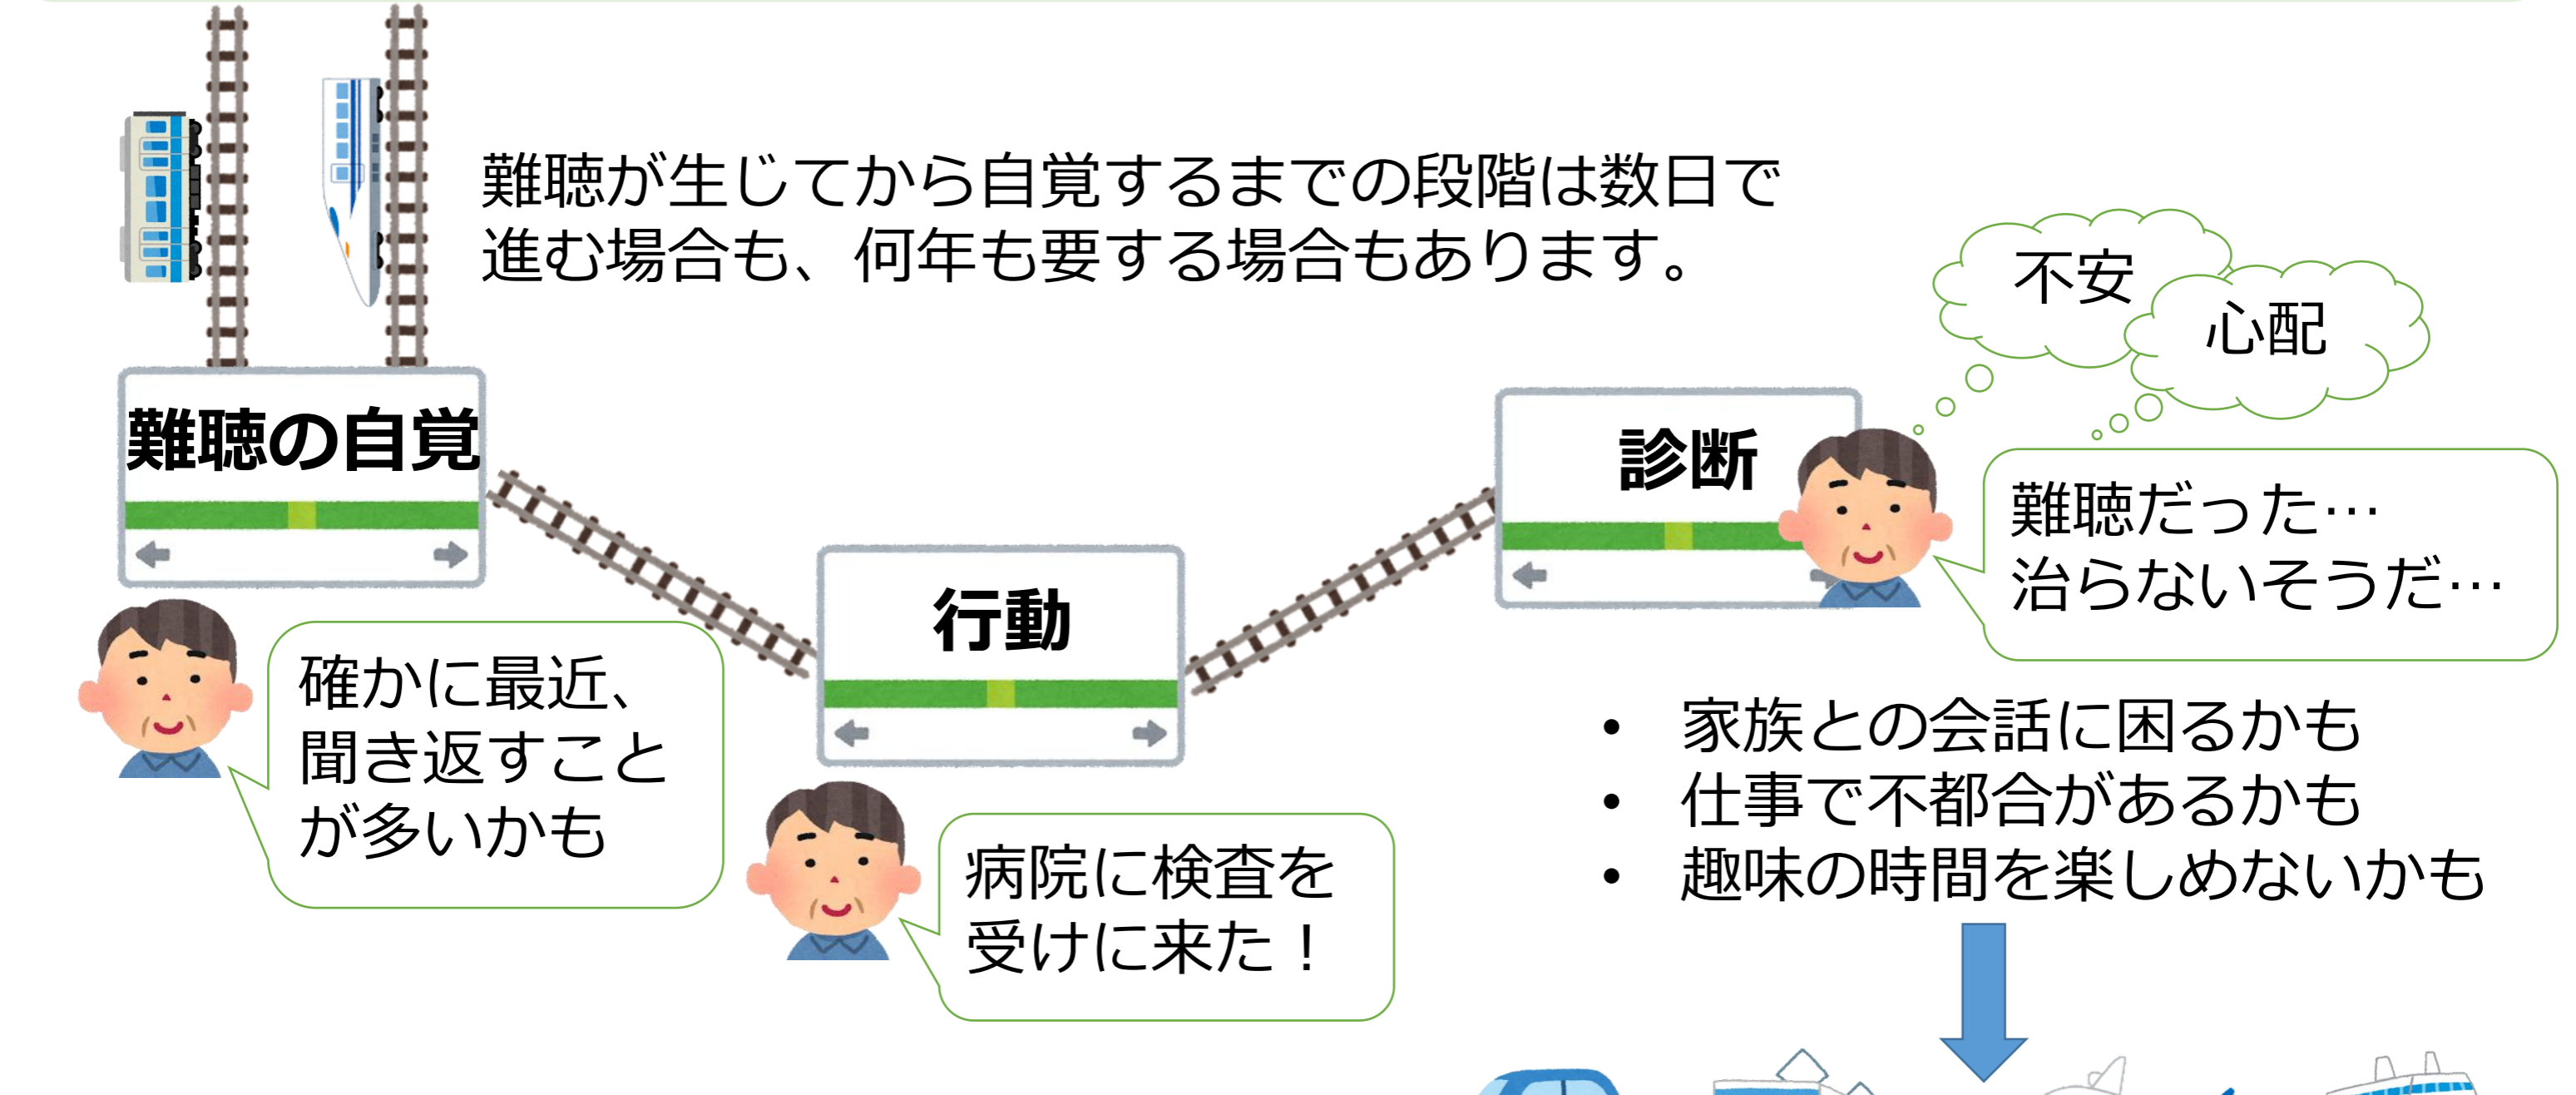 難聴が生じてから自覚するまでの段階は数日で
進む場合も、何年も要する場合もあります。
難聴の自覚
確かに最近、
聞き返すこと
が多いかも
行動
病院に検査を
受けに来た！
診断
不安
心配
難聴だった…
治らないそうだ…
• 家族との会話に困るかも
• 仕事で不都合があるかも
• 趣味の時間を楽しめないかも